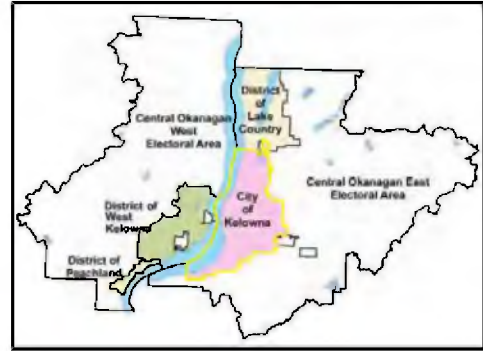 District
of
Lake
Country
Central Okanagan
West
Electoral Area
Central Okanagan East
Electoral Area
City
of
Kelowna
District of
West
Kelowna
District of
Peachland